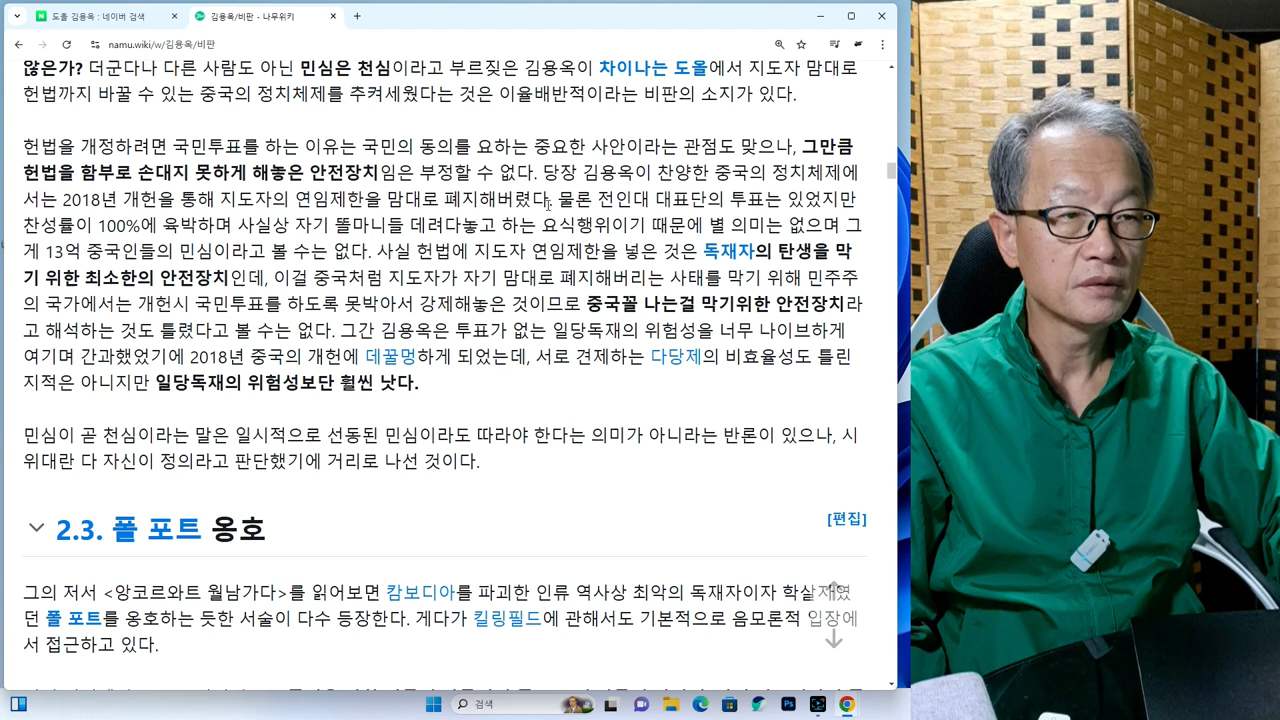 도올 김용옥 : 네이버 검색
김용옥/비판 - 나무위키
namu.wiki/w/김용옥/비판
않은가? 더군다나 다른 사람도 아닌 민심은 천심이라고 부르짖은 김용옥이 차이나는 도올에서 지도자 맘대로
헌법까지 바꿀 수 있는 중국의 정치체제를 추켜세웠다는 것은 이율배반적이라는 비판의 소지가 있다.
헌법을 개정하려면 국민투표를 하는 이유는 국민의 동의를 요하는 중요한 사안이라는 관점도 맞으나, 그만큼
헌법을 함부로 손대지 못하게 해놓은 안전장치임은 부정할 수 없다. 당장 김용옥이 찬양한 중국의 정치체제에
서는 2018년 개헌을 통해 지도자의 연임제한을 맘대로 폐지해버렸다. 물론 전인대 대표단의 투표는 있었지만
찬성률이 100%에 육박하며 사실상 자기 똘마니들 데려다놓고 하는 요식행위이기 때문에 별 의미는 없으며 그
게 13억 중국인들의 민심이라고 볼 수는 없다. 사실 헌법에 지도자 연임제한을 넣은 것은 독재자의 탄생을 막
기 위한 최소한의 안전장치인데, 이걸 중국처럼 지도자가 자기 맘대로 폐지해버리는 사태를 막기 위해 민주주
의 국가에서는 개헌시 국민투표를 하도록 못박아서 강제해놓은 것이므로 중국꼴 나는걸 막기위한 안전장치라
고 해석하는 것도 틀렸다고 볼 수는 없다. 그간 김용옥은 투표가 없는 일당독재의 위험성을 너무 나이브하게
여기며 간과했었기에 2018년 중국의 개헌에 데꿀멍하게 되었는데, 서로 견제하는 다당제의 비효율성도 틀린
지적은 아니지만 일당독재의 위험성보단 훨씬 낫다.
민심이 곧 천심이라는 말은 일시적으로 선동된 민심이라도 따라야 한다는 의미가 아니라는 반론이 있으나, 시
위대란 다 자신이 정의라고 판단했기에 거리로 나선 것이다.
2.3. 폴 포트 옹호
[편집]
그의 저서 <앙코르와트 월남가다>를 읽어보면 캄보디아를 파괴한 인류 역사상 최악의 독재자이자 학살자였
던 폴 포트를 옹호하는 듯한 서술이 다수 등장한다. 게다가 킬링필드에 관해서도 기본적으로 음모론적 입장에
서 접근하고 있다.
검색